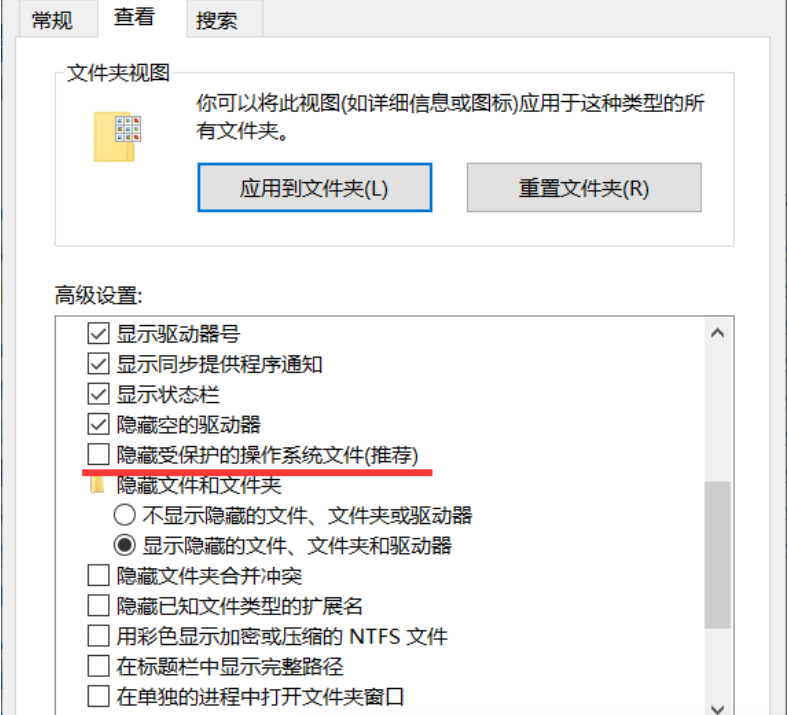 常规
查看
搜索
文件夹视图
你可以将此视图(如详细信息或图标)应用于这种类型的所
有文件夹。
应用到文件夹(L)
重置文件夹(R)
高级设置:
显示驱动器号
显示同步提供程序通知
显示状态栏
隐藏空的驱动器
隐藏受保护的操作系统文件(推荐)
隐藏文件和文件夹
不显示隐藏的文件、文件夹或驱动器
显示隐藏的文件、文件夹和驱动器
隐藏文件夹合并冲突
隐藏已知文件类型的扩展名
用彩色显示加密或压缩的 NTFS 文件
在标题栏中显示完整路径
在单独的进程中打开文件夹窗口